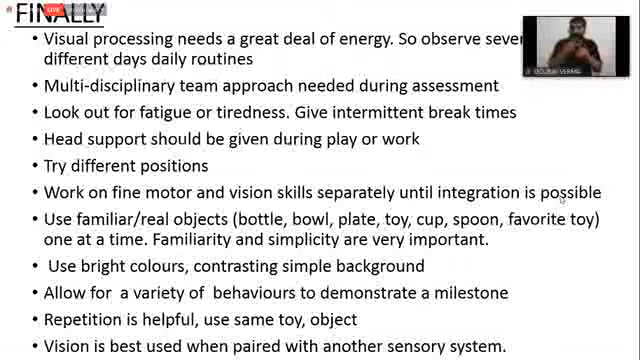 FINALLY
LIVE
Visual processing needs a great deal of energy. So observe
different days daily routines
Multi-disciplinary team approach needed during assessment
Look out for fatigue or tiredness. Give intermittent break times
Head support should be given during play or work
Try different positions
Work on fine motor and vision skills separately until integration is possible
Use familiar/real objects (bottle, bowl, plate, toy, cup, spoon, favorite toy)
one at a time. Familiarity and simplicity are very important.
Use bright colours, contrasting simple background
Allow for a variety of behaviours to demonstrate a milestone
Repetition is helpful, use same toy, object
Vision is best used when paired with another sensory system.